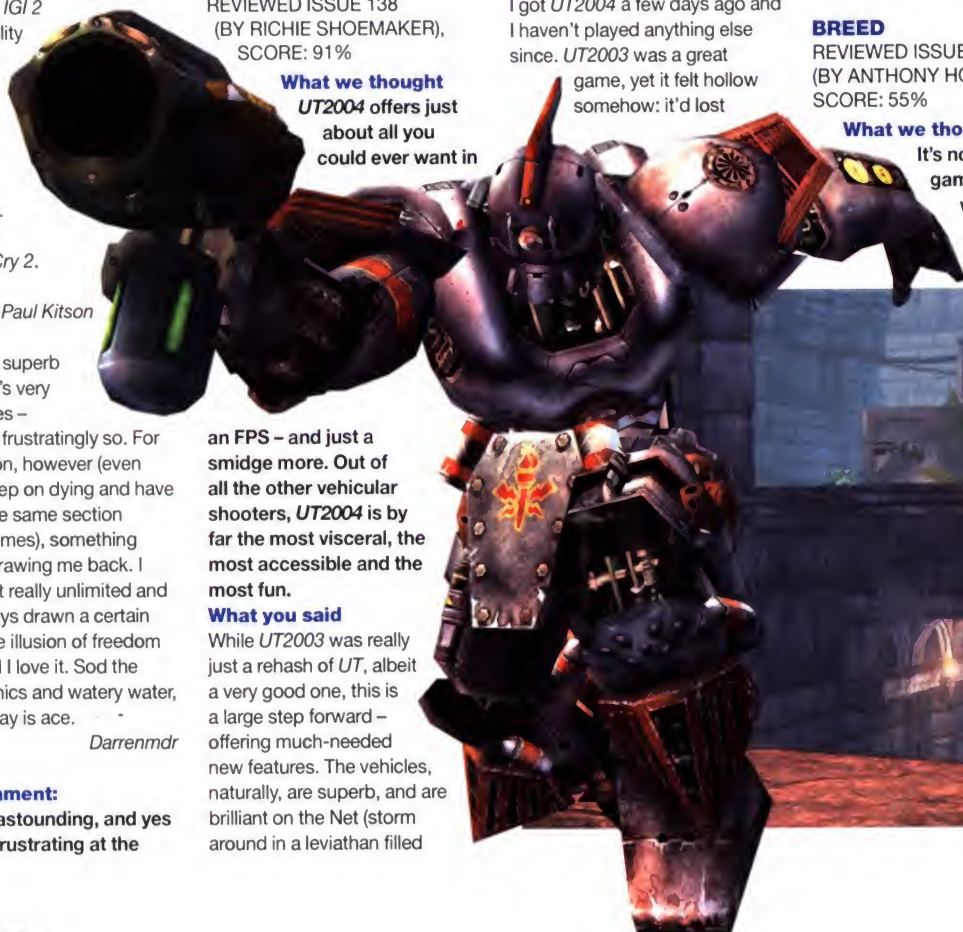 IGI 2
lity
.
Cry 2.
Paul Kitson
superb
's very
es –
frustratingly so. For
on, however (even
ep on dying and have
e same section
mes), something
rawing me back. I
t really unlimited and
ys drawn a certain
e illusion of freedom
d I love it. Sod the
nics and watery water,
ay is ace.
Darrenmdr
ment:
astounding, and yes
rustrating at the
REVIEWED ISSUE 138
(BY RICHIE SHOEMAKER),
SCORE: 91%
What we thought
UT2004 offers just
about all you
could ever want in
an FPS – and just a
smidge more. Out of
all the other vehicular
shooters, UT2004 is by
far the most visceral, the
most accessible and the
most fun.
What you said
While UT2003 was really
just a rehash of UT, albeit
a very good one, this is
a large step forward –
offering much-needed
new features. The vehicles,
naturally, are superb, and are
brilliant on the Net (storm
around in a leviathan filled
I got UT2004 a few days ago and
I haven't played anything else
since. UT2003 was a great
game, yet it felt hollow
somehow: it'd lost
BREED
REVIEWED ISSUE
(BY ANTHONY HO
SCORE: 55%
What we tho
It's no
gam